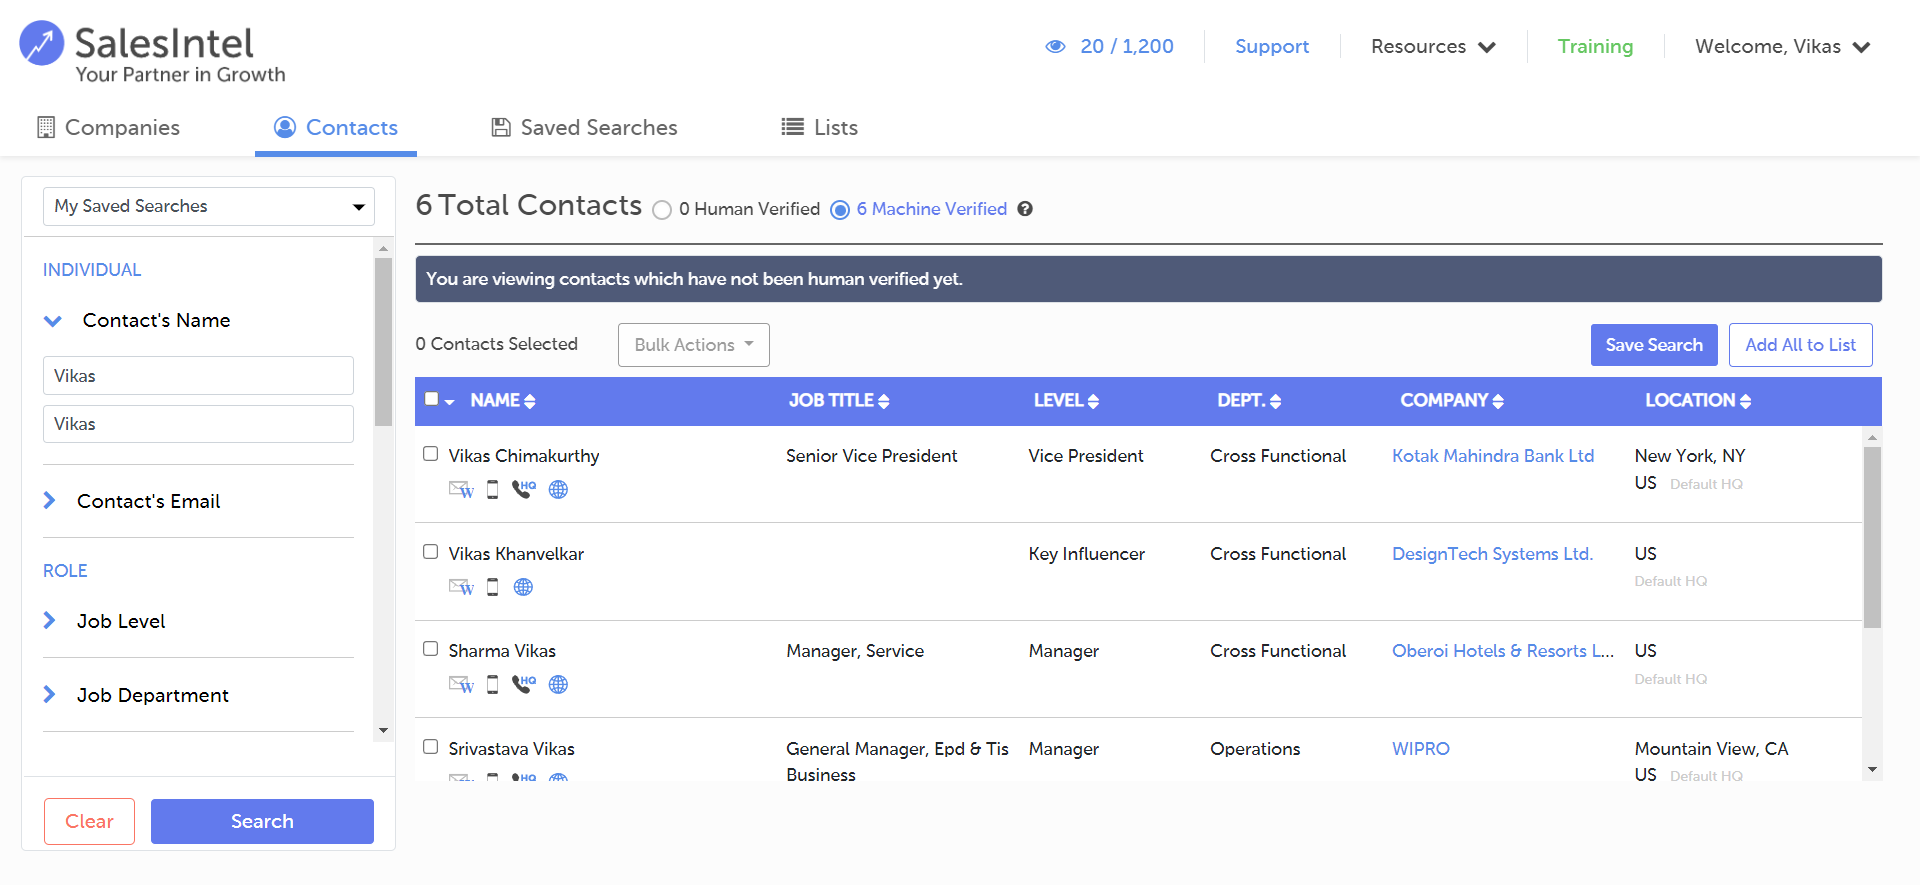 SalesIntel
Your Partner in Growth
20 / 1,200
Support
Resources
Training
Welcome, Vikas
Companies
Contacts
Saved Searches
Lists
My Saved Searches
INDIVIDUAL
Contact's Name
Vikas
Vikas
Contact's Email
ROLE
Job Level
Job Department
Clear
Search
6 Total Contacts
0 Human Verified
6 Machine Verified
You are viewing contacts which have not been human verified yet.
0 Contacts Selected
Bulk Actions
Save Search
Add All to List
NAME JOB TITLE LEVEL DEPT. COMPANY LOCATION
Vikas Chimakurthy Senior Vice President Vice President Cross Functional Kotak Mahindra Bank Ltd New York, NY
W HQ US Default HQ
Vikas Khanvelkar Key Influencer Cross Functional DesignTech Systems Ltd. US
W Default HQ
Sharma Vikas Manager, Service Manager Cross Functional Oberoi Hotels & Resorts L... US
W HQ Default HQ
Srivastava Vikas General Manager, Epd & Tis Manager Operations WIPRO Mountain View, CA
HQ Business US Default HQ